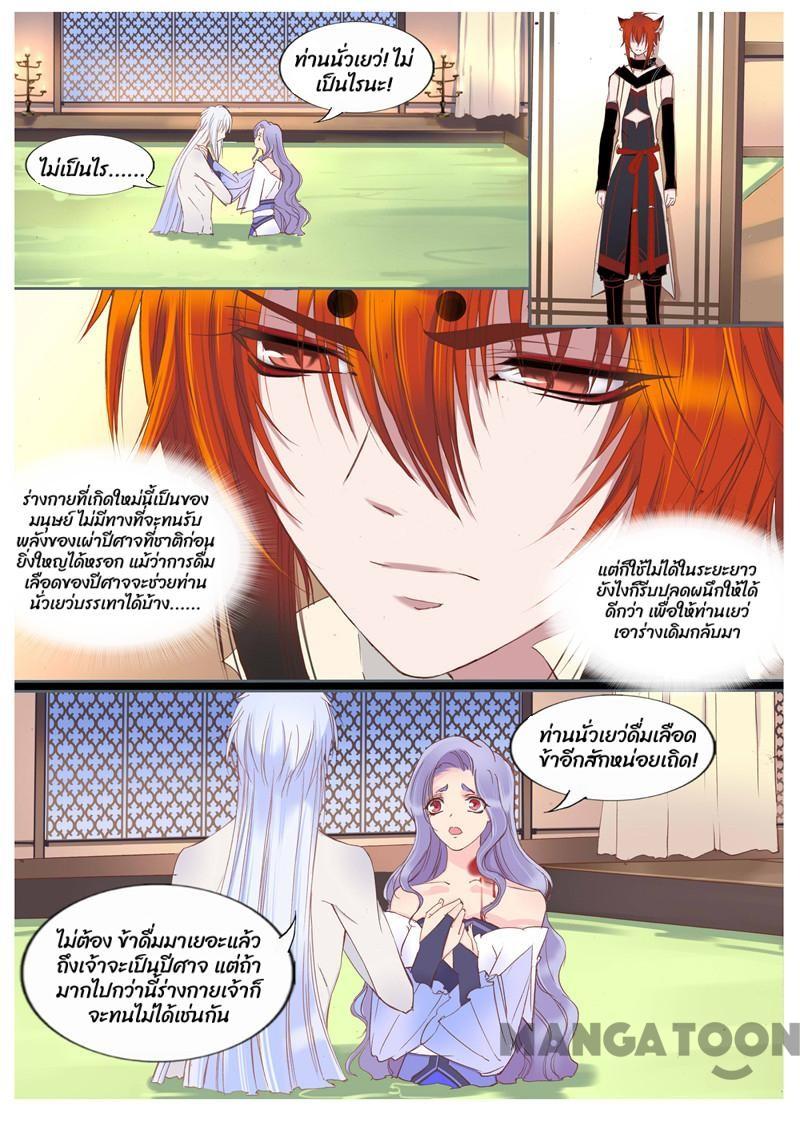 ท่านนั่วเยว่! ไม่
เป็นไรนะ!
ไม่เป็นไร......
ร่างกายที่เกิดใหม่นี้เป็นของ
มนุษย์ ไม่มีทางที่จะทนรับ
พลังของเผ่าปีศาจที่ชาติก่อน
ยิ่งใหญ่ได้หรอก แม้ว่าการดื่ม
เลือดของปีศาจจะช่วยท่าน
นั่วเยว่บรรเทาได้บ้าง......
แต่ก็ใช้ไม่ได้ในระยะยาว
ยังไงก็รีบปลดผนึกให้ได้
ดีกว่า เพื่อให้ท่านเยว่
เอาร่างเดิมกลับมา
ท่านนั่วเยว่ดื่มเลือด
ข้าอีกสักหน่อยเถิด!
ไม่ต้อง ข้าดื่มมาเยอะแล้ว
ถึงเจ้าจะเป็นปีศาจ แต่ถ้า
มากไปกว่านี้ร่างกายเจ้าก็
จะทนไม่ได้เช่นกัน
MANGATOON